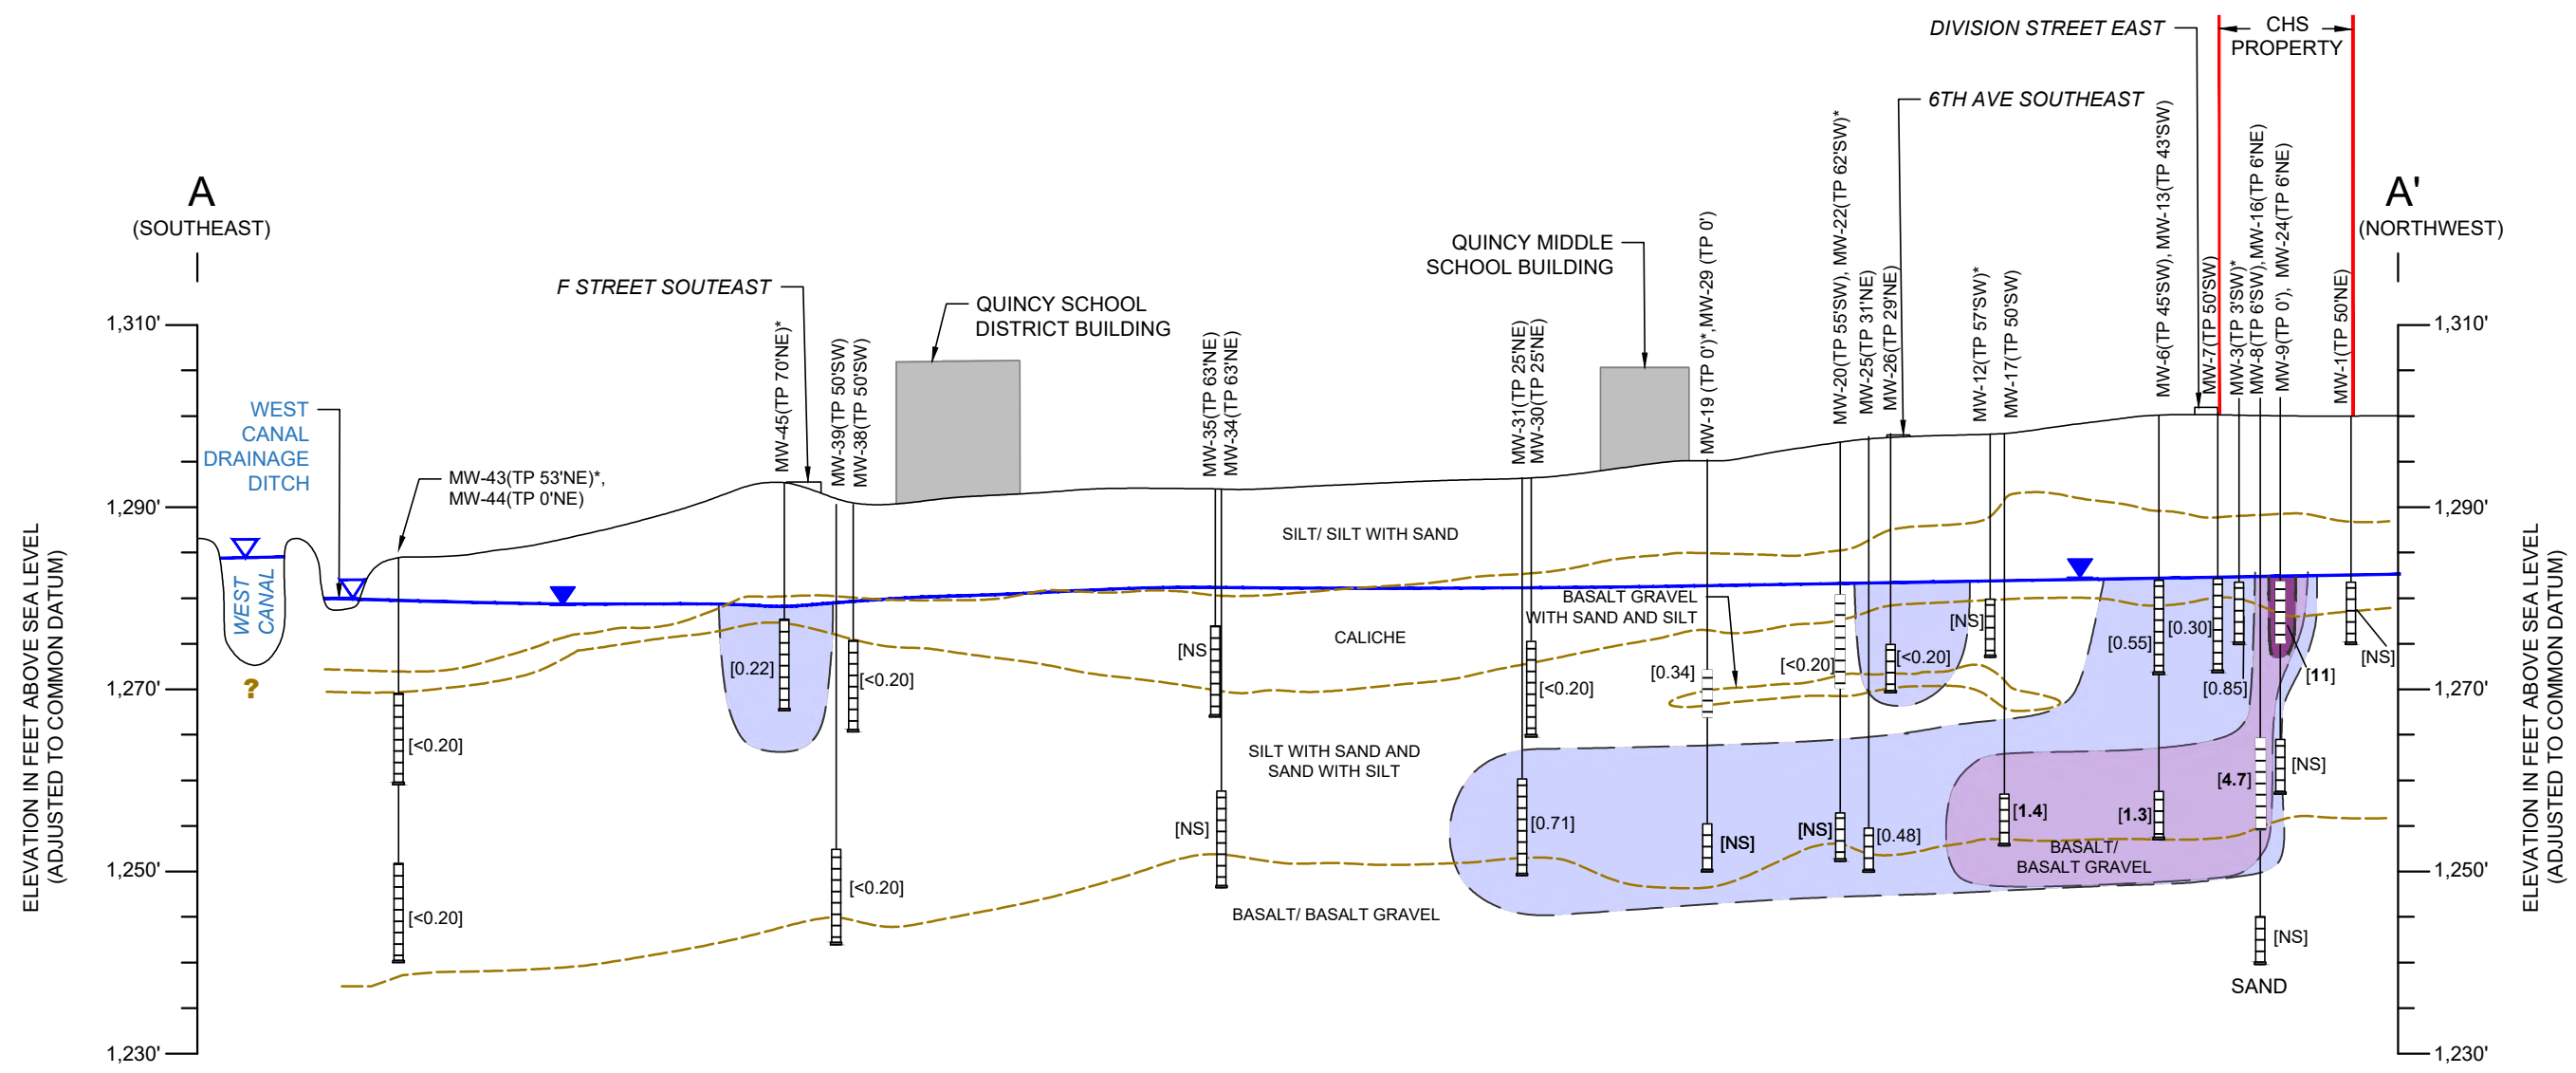 DIVISION STREET EAST
CHS
PROPERTY
6TH AVE SOUTHEAST
A
(SOUTHEAST)
A'
(NORTHWEST)
QUINCY MIDDLE
SCHOOL BUILDING
F STREET SOUTEAST
QUINCY SCHOOL
DISTRICT BUILDING
WEST
CANAL
DRAINAGE
DITCH
MW-43(TP 53'NE)*,
MW-44(TP 0'NE)
MW-45(TP 70'NE)*
MW-39(TP 50'SW)
MW-38(TP 50'SW)
MW-35(TP 63'NE)
MW-34(TP 63'NE)
MW-31(TP 25'NE)
MW-30(TP 25'NE)
MW-19 (TP 0')*,MW-29 (TP 0')
MW-20(TP 55'SW), MW-22(TP 62'SW)*
MW-25(TP 31'NE)
MW-26(TP 29'NE)
MW-12(TP 57'SW)*
MW-17(TP 50'SW)
MW-6(TP 45'SW), MW-13(TP 43'SW)
MW-7(TP 50'SW)
MW-3(TP 3'SW)*
MW-8(TP 6'SW),MW-16(TP 6'NE)
MW-9(TP 0'), MW-24(TP 6'NE)
MW-1(TP 50'NE)
1,310'
1,290'
1,270'
1,250'
1,230'
ELEVATION IN FEET ABOVE SEA LEVEL
(ADJUSTED TO COMMON DATUM)
WEST
CANAL
?
SILT/ SILT WITH SAND
BASALT GRAVEL
WITH SAND AND SILT
CALICHE
SILT WITH SAND AND
SAND WITH SILT
BASALT/ BASALT GRAVEL
BASALT/
BASALT GRAVEL
SAND
[<0.20]
[<0.20]
[0.22]
[<0.20]
[<0.20]
[NS
[NS]
[<0.20]
[0.71]
[0.34]
[NS]
[<0.20]
[NS]
[0.48]
[<0.20]
[NS]
[1.4]
[0.55]
[1.3]
[0.30]
[0.85]
[4.7]
[11]
[NS]
[NS]
[NS]
1,310'
1,290'
1,270'
1,250'
1,230'
ELEVATION IN FEET ABOVE SEA LEVEL
(ADJUSTED TO COMMON DATUM)